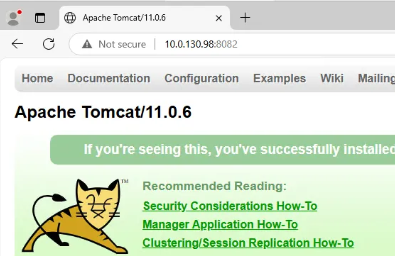 Apache Tomcat/11.0.6
Not secure 10.0.130.98:8082
Home Documentation Configuration Examples Wiki Mailing
Apache Tomcat/11.0.6
If you're seeing this, you've successfully installed
TM
Recommended Reading:
Security Considerations How-To
Manager Application How-To
Clustering/Session Replication How-To